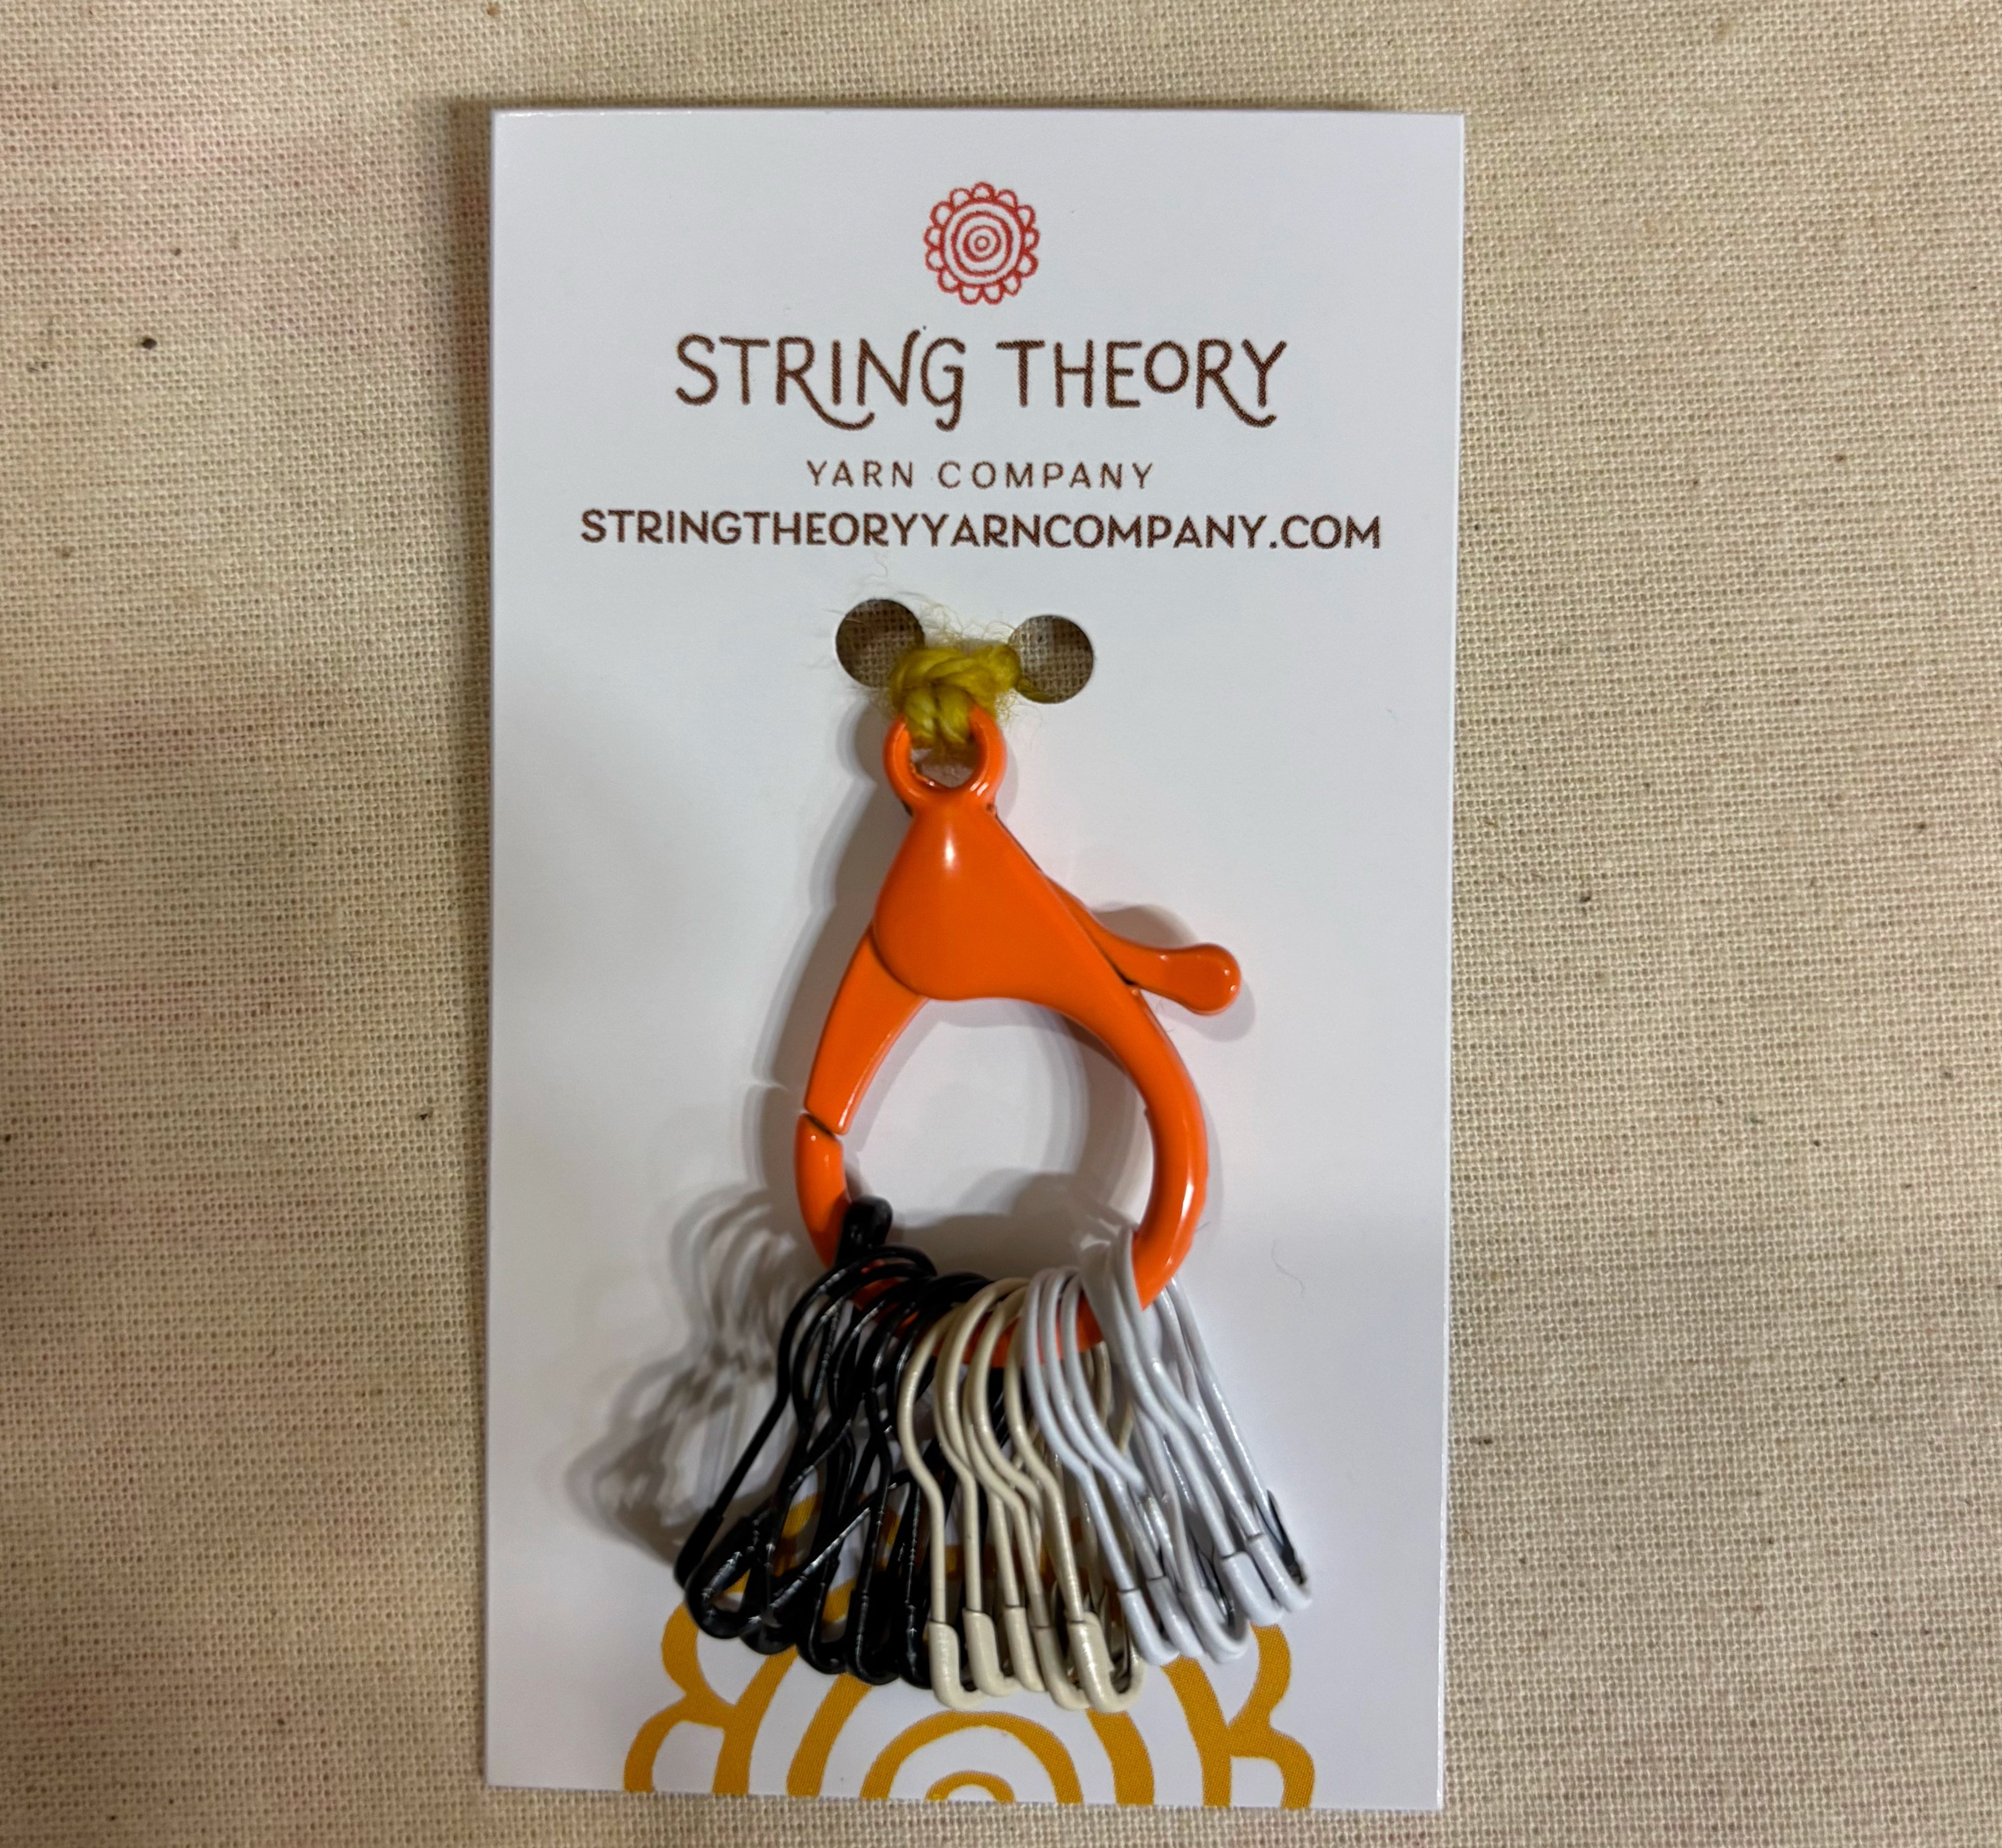 STRING THEORY
YARN COMPANY
STRINGTHEORYYARNCOMPANY.COM